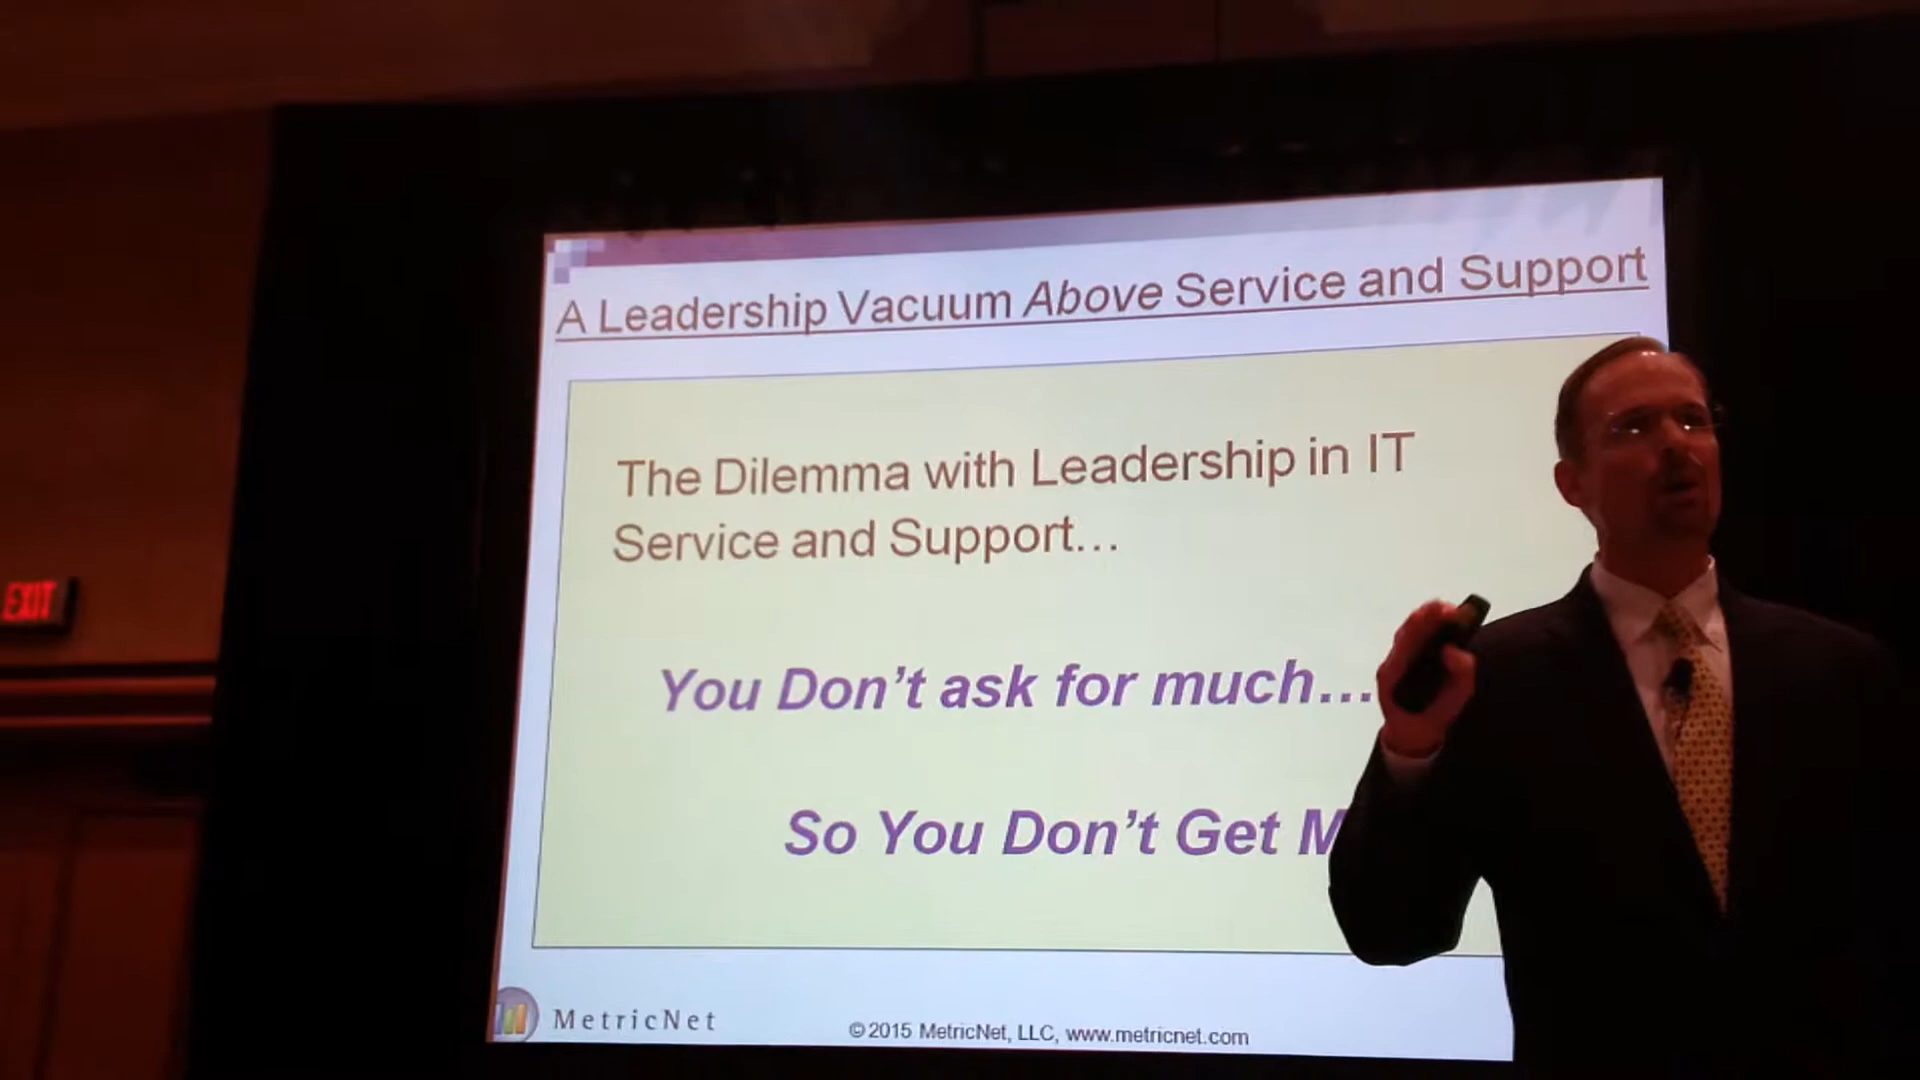 A Leadership Vacuum Above Service and Support
The Dilemma with Leadership in IT
Service and Support…
You Don't ask for much…
So You Don't Get
EXIT
MetricNet
©2015 MetricNet, LLC, www.metricnet.com